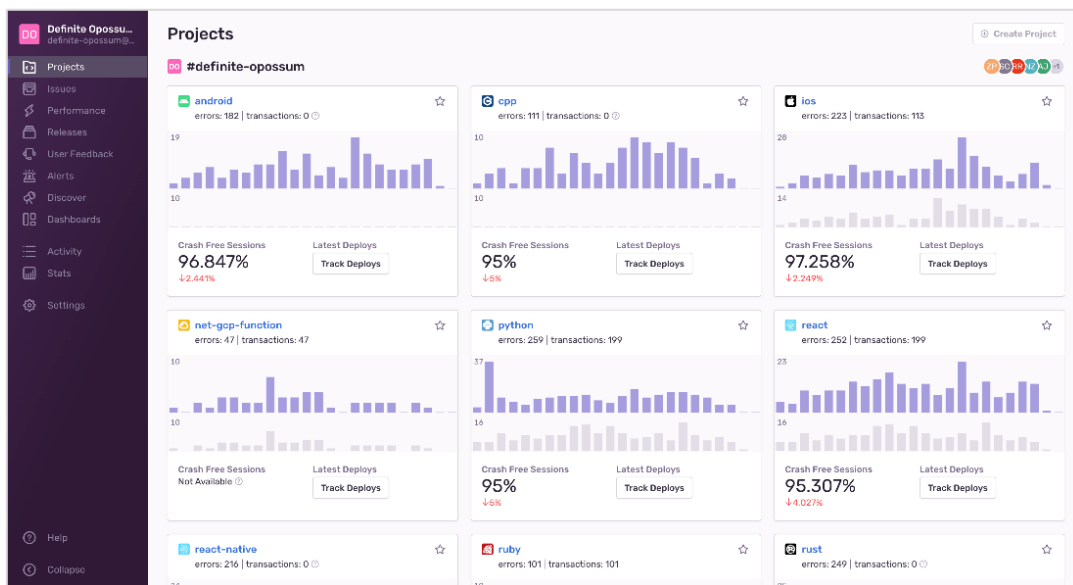 DO
Definite Opossu...
definite-opossum@...
Projects
Issues
Performance
Releases
User Feedback
Alerts
Discover
Dashboards
Activity
Stats
Settings
Help
Collapse
Projects
Create Project
DO #definite-opossum
ZP SC RR NZ AJ +1
android
errors: 182 | transactions: 0
19
10
Crash Free Sessions
96.847%
↓2.441%
Latest Deploys
Track Deploys
cpp
errors: 111 | transactions: 0
10
10
Crash Free Sessions
95%
↓5%
Latest Deploys
Track Deploys
ios
errors: 223 | transactions: 113
28
14
Crash Free Sessions
97.258%
↓2.249%
Latest Deploys
Track Deploys
net-gcp-function
errors: 47 | transactions: 47
10
10
Crash Free Sessions
Not Available
Latest Deploys
Track Deploys
python
errors: 259 | transactions: 199
37
16
Crash Free Sessions
95%
↓5%
Latest Deploys
Track Deploys
react
errors: 252 | transactions: 199
23
16
Crash Free Sessions
95.307%
↓4.027%
Latest Deploys
Track Deploys
react-native
errors: 216 | transactions: 0
ruby
errors: 101 | transactions: 101
rust
errors: 249 | transactions: 0